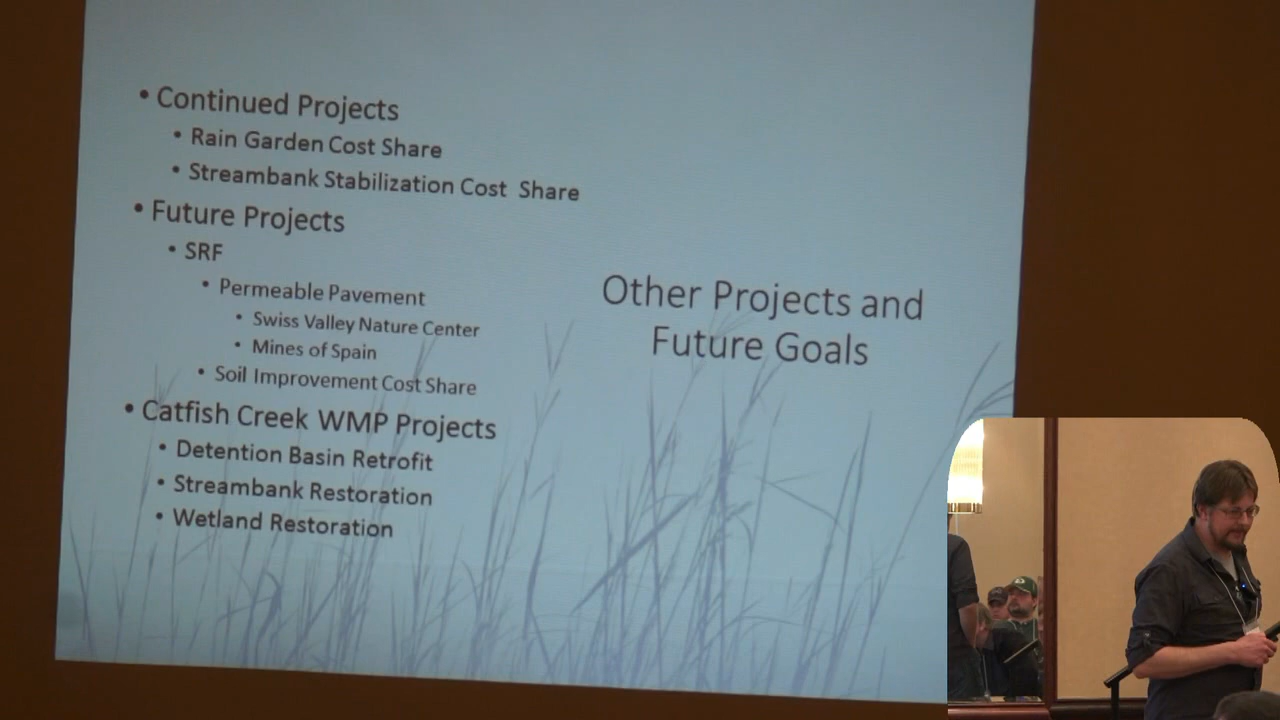 • Continued Projects
• Rain Garden Cost Share
• Streambank Stabilization Cost Share
• Future Projects
• SRF
• Permeable Pavement
• Swiss Valley Nature Center
• Mines of Spain
• Soil Improvement Cost Share
• Catfish Creek WMP Projects
• Detention Basin Retrofit
• Streambank Restoration
• Wetland Restoration
Other Projects and
Future Goals